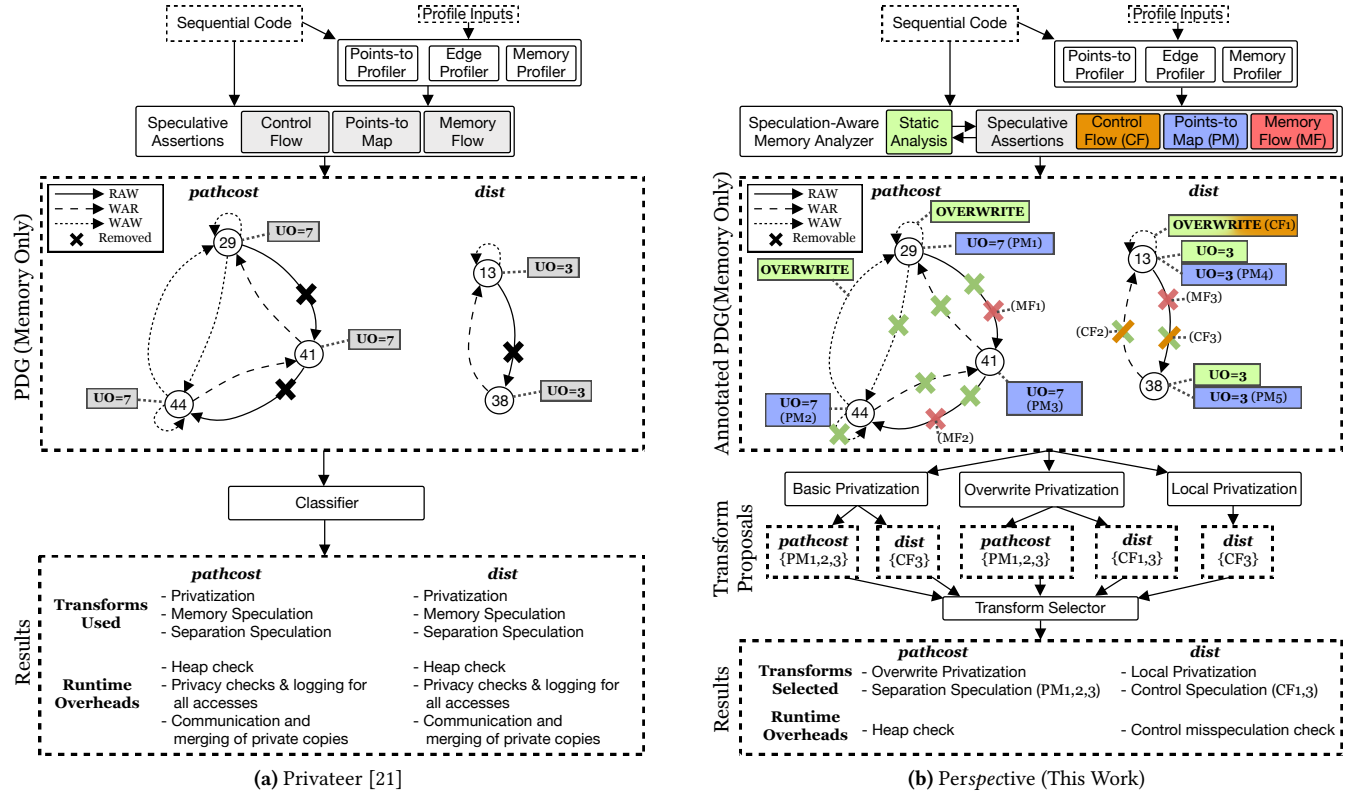 Sequential Code
Profile Inputs
Points-to
Profiler
Edge
Profiler
Memory
Profiler
Speculative
Assertions
Control
Flow
Points-to
Map
Memory
Flow
PDG (Memory Only)
RAW
WAR
WAW
Removed
pathcost
dist
29
UO=7
41
UO=7
44
UO=7
13
UO=3
38
UO=3
Classifier
Results
pathcost
dist
Transforms
Used
- Privatization
- Memory Speculation
- Separation Speculation
- Privatization
- Memory Speculation
- Separation Speculation
Runtime
Overheads
- Heap check
- Privacy checks & logging for
all accesses
- Communication and
merging of private copies
- Heap check
- Privacy checks & logging for
all accesses
- Communication and
merging of private copies
(a) Privateer [21]
Sequential Code
Profile Inputs
Points-to
Profiler
Edge
Profiler
Memory
Profiler
Speculation-Aware
Memory Analyzer
Static
Analysis
Speculative
Assertions
Control
Flow (CF)
Points-to
Map (PM)
Memory
Flow (MF)
Annotated PDG(Memory Only)
RAW
WAR
WAW
Removable
pathcost
dist
OVERWRITE
29
UO=7 (PM1)
OVERWRITE
(MF1)
41
UO=7
(PM3)
44
UO=7
(PM2)
(MF2)
OVERWRITE (CF1)
13
UO=3
UO=3 (PM4)
(MF3)
(CF2)
(CF3)
38
UO=3
UO=3 (PM5)
Transform
Proposals
Basic Privatization
Overwrite Privatization
Local Privatization
pathcost
{PM1,2,3}
dist
{CF3}
pathcost
{PM1,2,3}
dist
{CF1,3}
dist
{CF3}
Transform Selector
Results
pathcost
dist
Transforms
Selected
- Overwrite Privatization
- Separation Speculation (PM1,2,3)
- Local Privatization
- Control Speculation (CF1,3)
Runtime
Overheads
- Heap check
- Control misspeculation check
(b) Perspective (This Work)